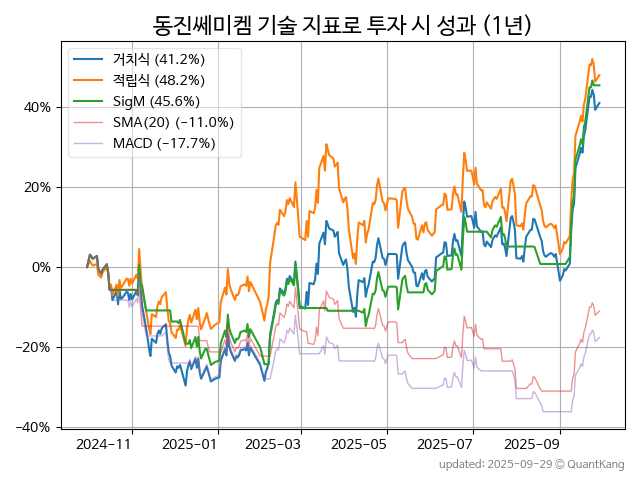 동진쎄미켐 기술 지표로 투자 시 성과 (1년)
거치식 (41.2%)
적립식 (48.2%)
SigM (45.6%)
SMA(20) (−11.0%)
MACD (−17.7%)
40%
20%
0%
−20%
−40%
2024-11 2025-01 2025-03 2025-05 2025-07 2025-09
updated: 2025-09-29 © QuantKang